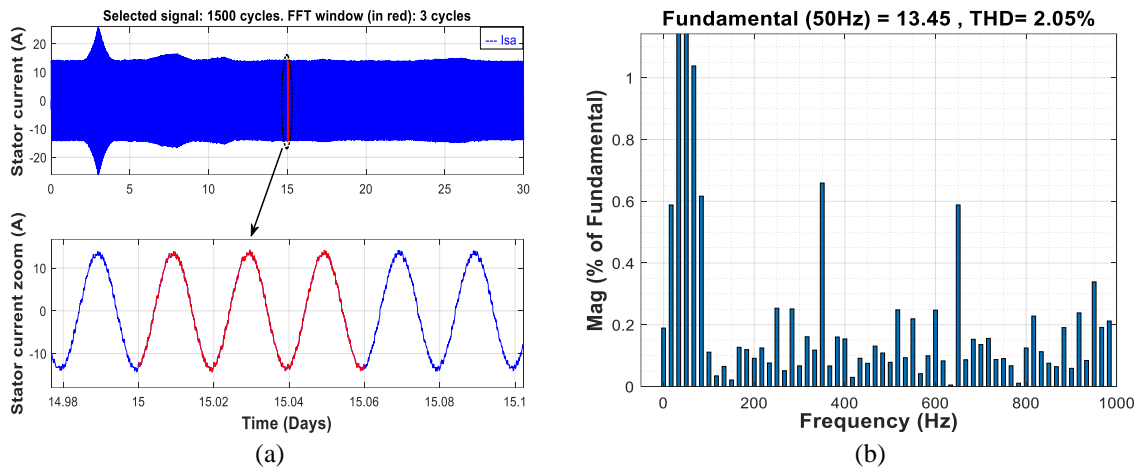 Selected signal: 1500 cycles. FFT window (in red): 3 cycles
Stator current (A)
20
10
0
-10
-20
--- Isa
0 5 10 15 20 25 30
Stator current zoom (A)
10
0
-10
14.98 15 15.02 15.04 15.06 15.08 15.1
Time (Days)
(a)
Fundamental (50Hz) = 13.45 , THD= 2.05%
Mag (% of Fundamental)
1
0.8
0.6
0.4
0.2
0
0 200 400 600 800 1000
Frequency (Hz)
(b)